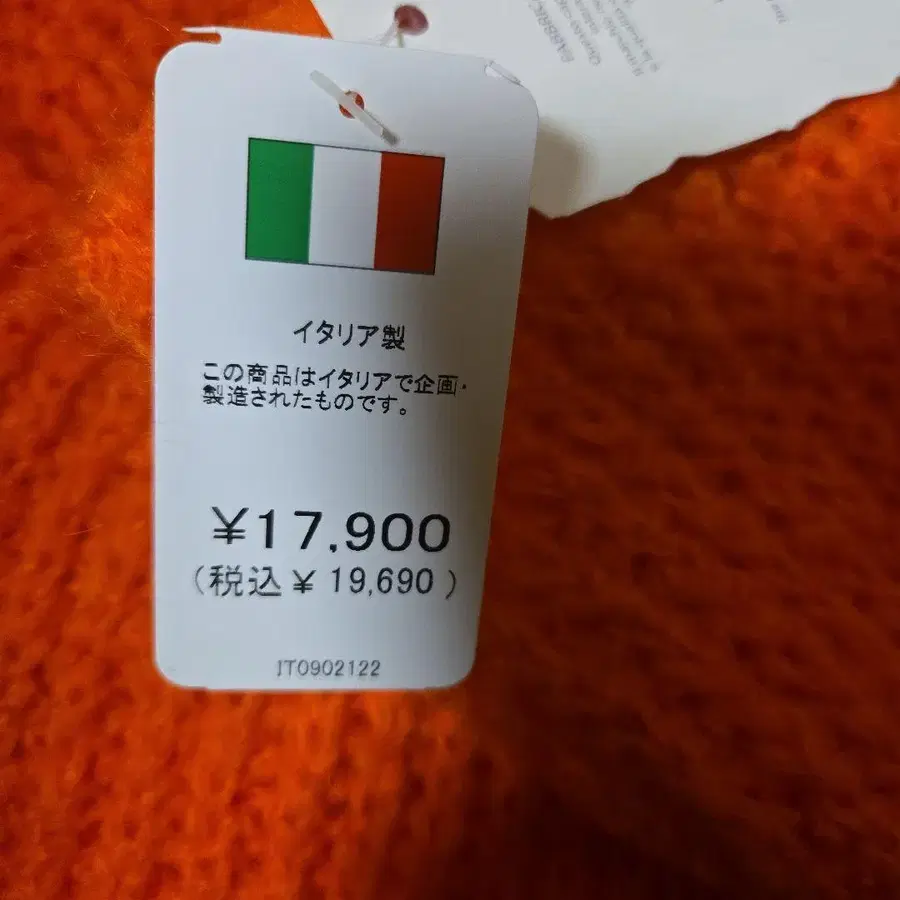 イタリア製
この商品はイタリアで企画・
製造されたものです。
¥17,900
(税込¥ 19,690 )
IT0902122